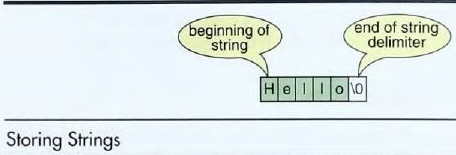 beginning of
string
end of string
delimiter
H e l l o \0
Storing Strings